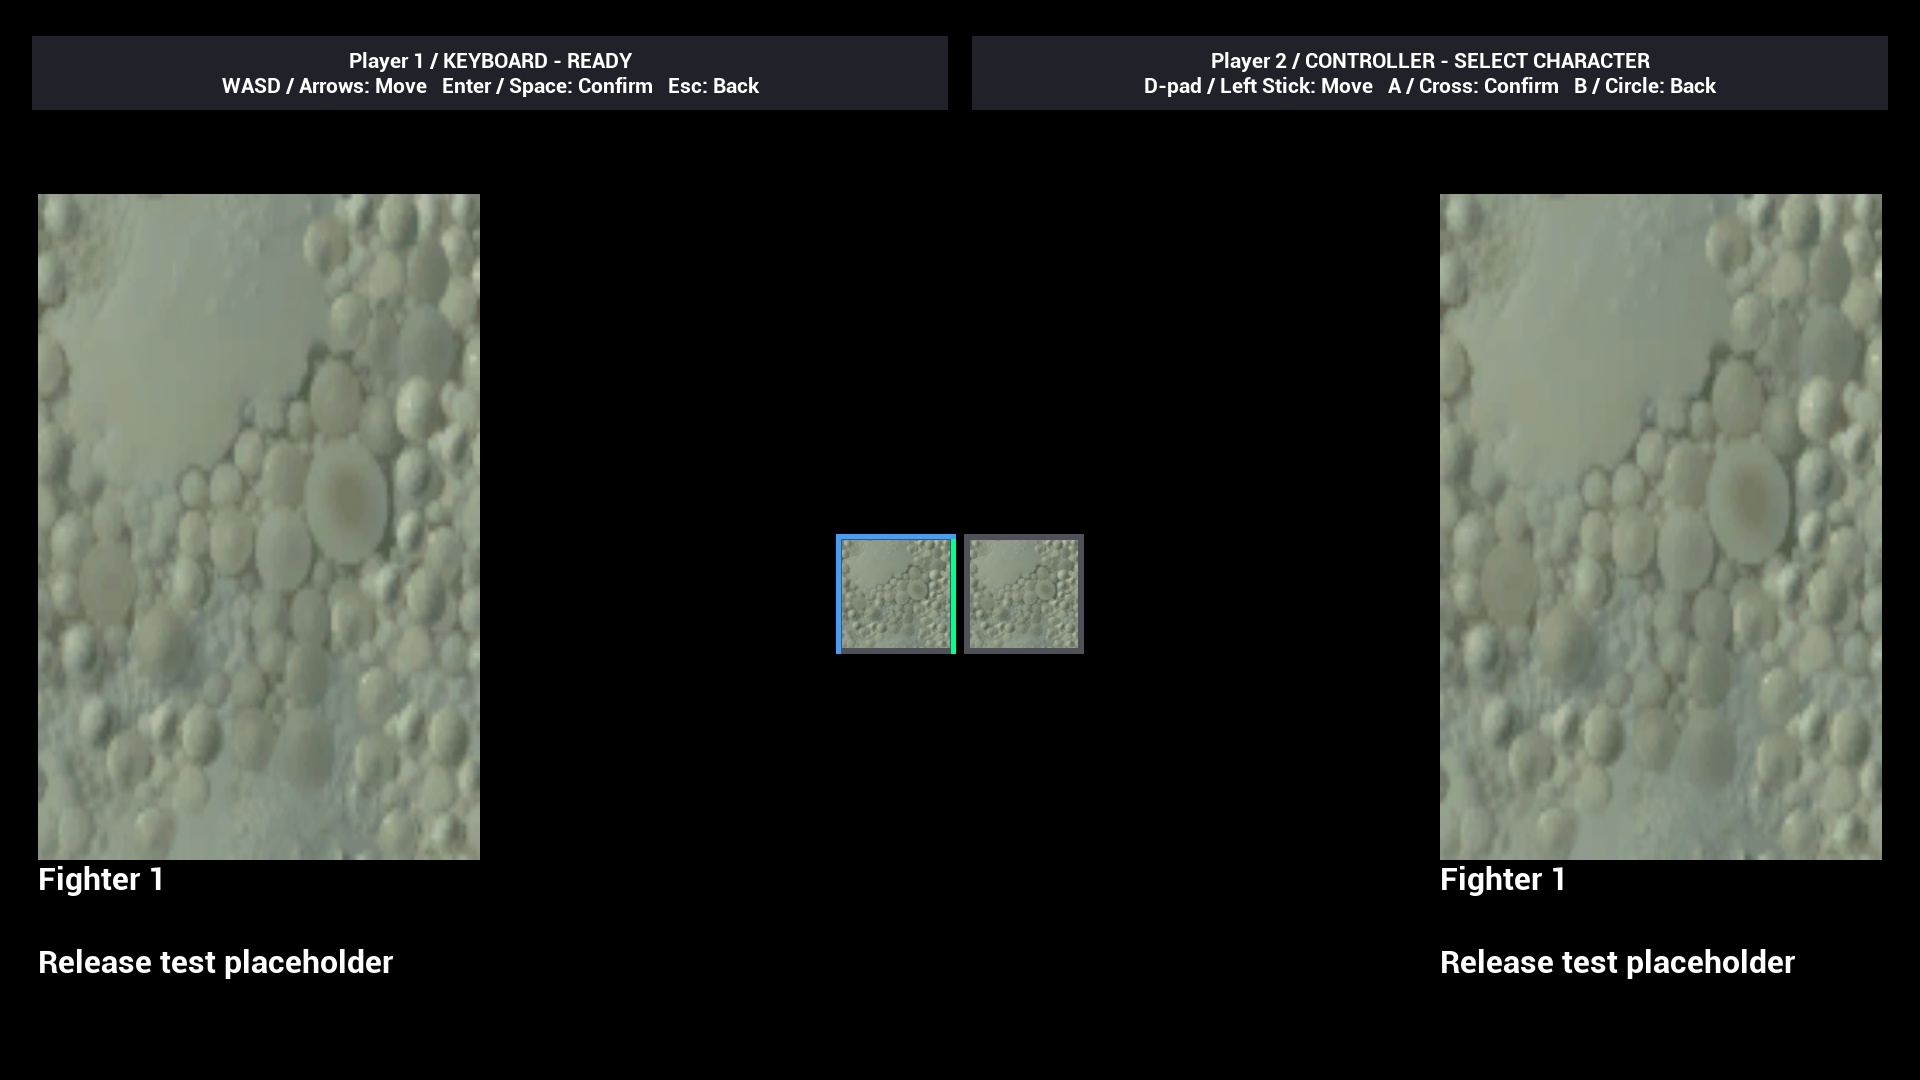 Player 1 / KEYBOARD - READY
WASD / Arrows: Move   Enter / Space: Confirm   Esc: Back
Player 2 / CONTROLLER - SELECT CHARACTER
D-pad / Left Stick: Move   A / Cross: Confirm   B / Circle: Back
Fighter 1
Release test placeholder
Fighter 1
Release test placeholder